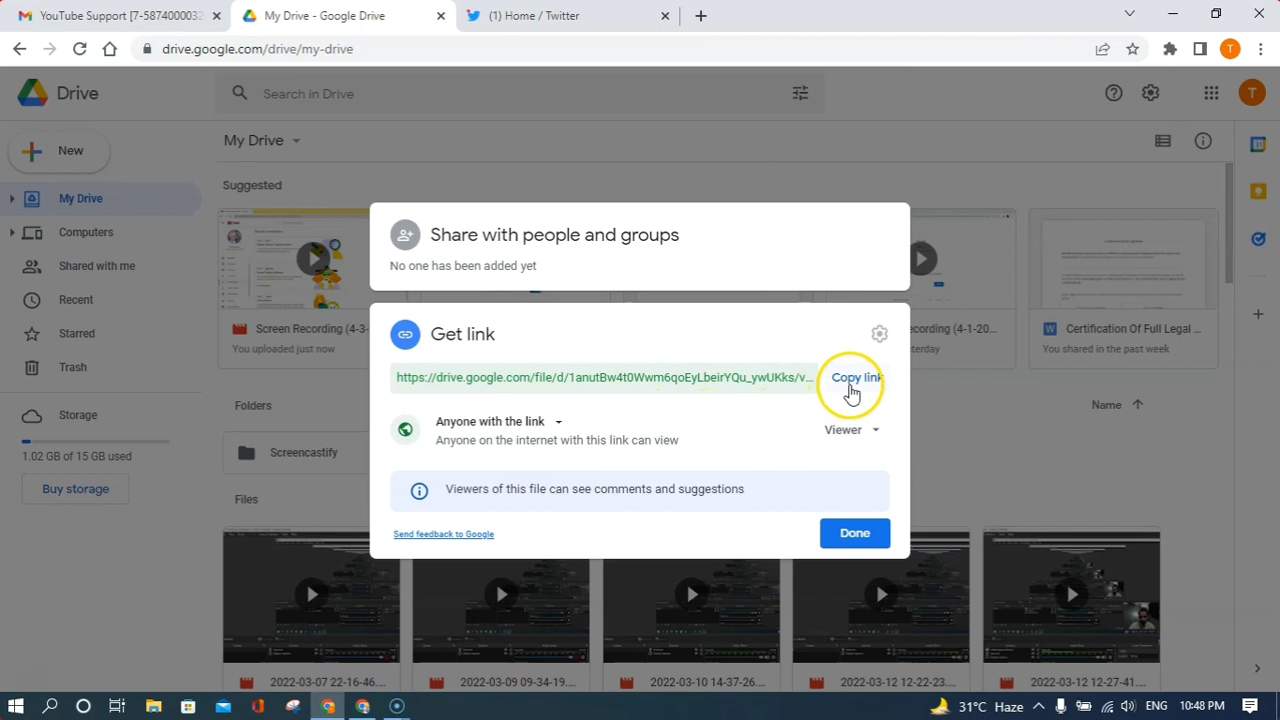 YouTube Support [7-5874000032
My Drive - Google Drive
(1) Home / Twitter
drive.google.com/drive/my-drive
T
Drive
Search in Drive
T
New
My Drive
My Drive
Computers
Shared with me
Recent
Starred
Trash
Storage
1.02 GB of 15 GB used
Buy storage
Suggested
Screen Recording (4-3-
You uploaded just now
cording (4-1-20...
yesterday
Certification Of Full Legal ...
You shared in the past week
Folders
Name
Screencastify
Files
Share with people and groups
No one has been added yet
Get link
https://drive.google.com/file/d/1anutBw4t0Wwm6qoEyLbeirYQu_ywUKks/v...
Copy link
Anyone with the link
Anyone on the internet with this link can view
Viewer
Viewers of this file can see comments and suggestions
Send feedback to Google
Done
2022-03-07 22-16-46....
2022-03-09 09-34-19....
2022-03-10 14-37-26....
2022-03-12 12-22-23....
2022-03-12 12-27-41....
31°C Haze
ENG
10:48 PM